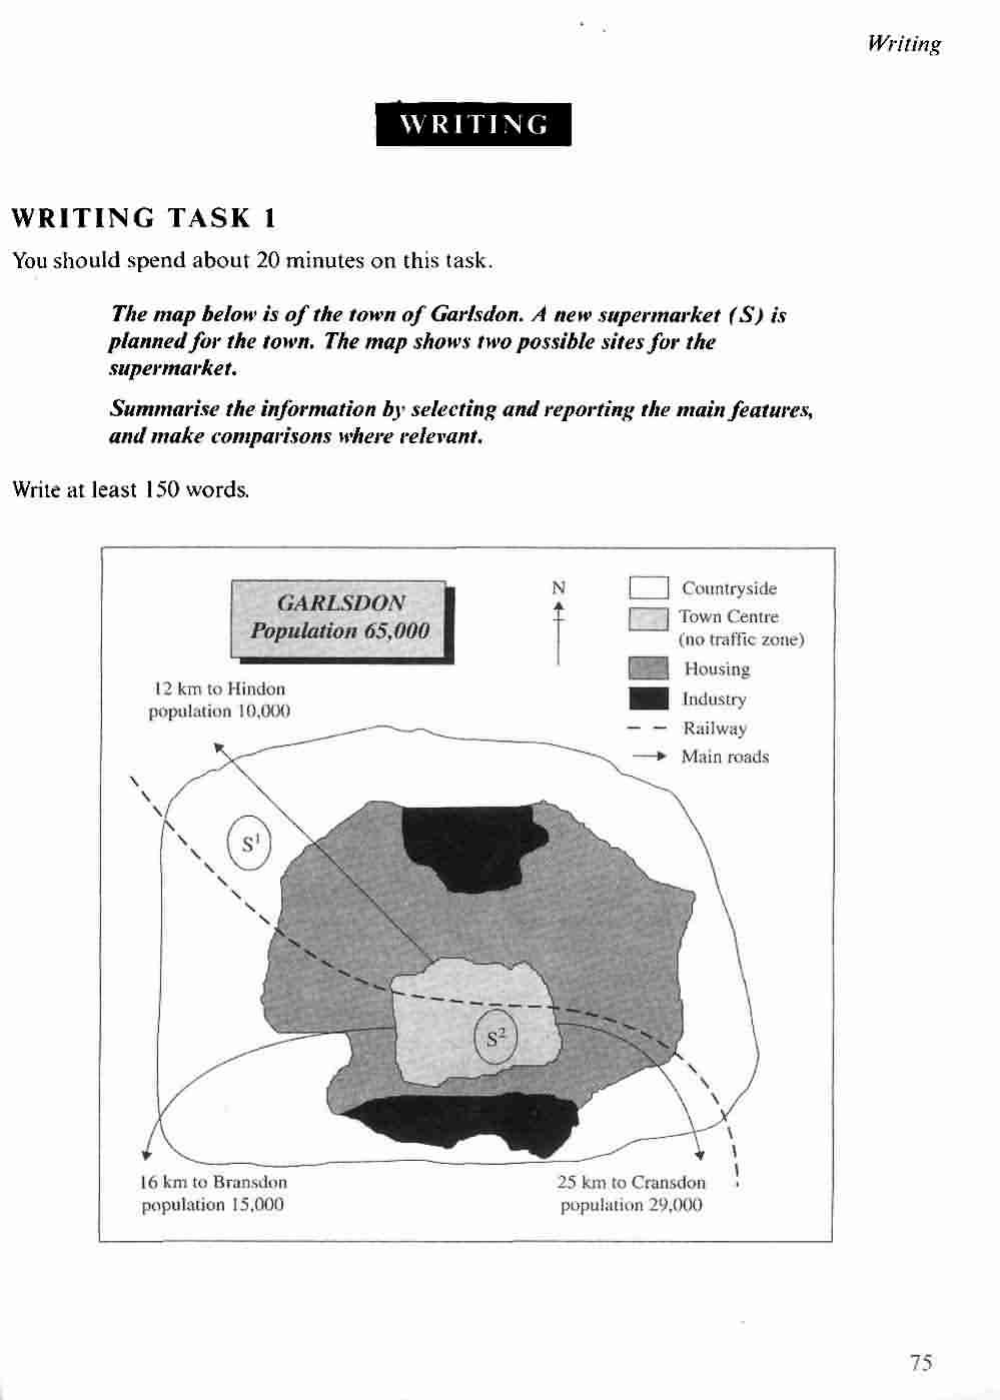 Writing
WRITING
WRITING TASK 1
You should spend about 20 minutes on this task.
The map below is of the town of Garlsdon. A new supermarket (S) is
planned for the town. The map shows two possible sites for the
supermarket.
Summarise the information by selecting and reporting the main features,
and make comparisons where relevant.
Write at least 150 words.
GARLSDON
Population 65,000
N
Countryside
Town Centre
(no traffic zone)
Housing
Industry
Railway
Main roads
12 km to Hindon
population 10,000
S¹
S²
16 km to Bransdon
population 15,000
25 km to Cransdon
population 29,000
75